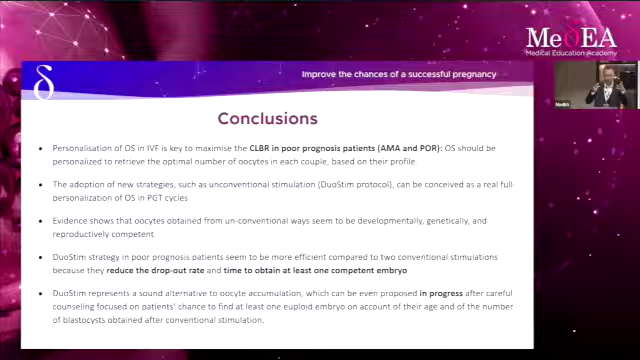 MeδEA
Medical Education Academy
δ
Improve the chances of a successful pregnancy
MedEA
Conclusions
• Personalisation of OS in IVF is key to maximise the CLBR in poor prognosis patients (AMA and POR): OS should be
personalized to retrieve the optimal number of oocytes in each couple, based on their profile
• The adoption of new strategies, such as unconventional stimulation (DuoStim protocol), can be conceived as a real full-
personalization of OS in PGT cycles
• Evidence shows that oocytes obtained from un-conventional ways seem to be developmentally, genetically, and
reproductively competent
• DuoStim strategy in poor prognosis patients seem to be more efficient compared to two conventional stimulations
because they reduce the drop-out rate and time to obtain at least one competent embryo
• DuoStim represents a sound alternative to oocyte accumulation, which can be even proposed in progress after careful
counseling focused on patients' chance to find at least one euploid embryo on account of their age and of the number
of blastocysts obtained after conventional stimulation.